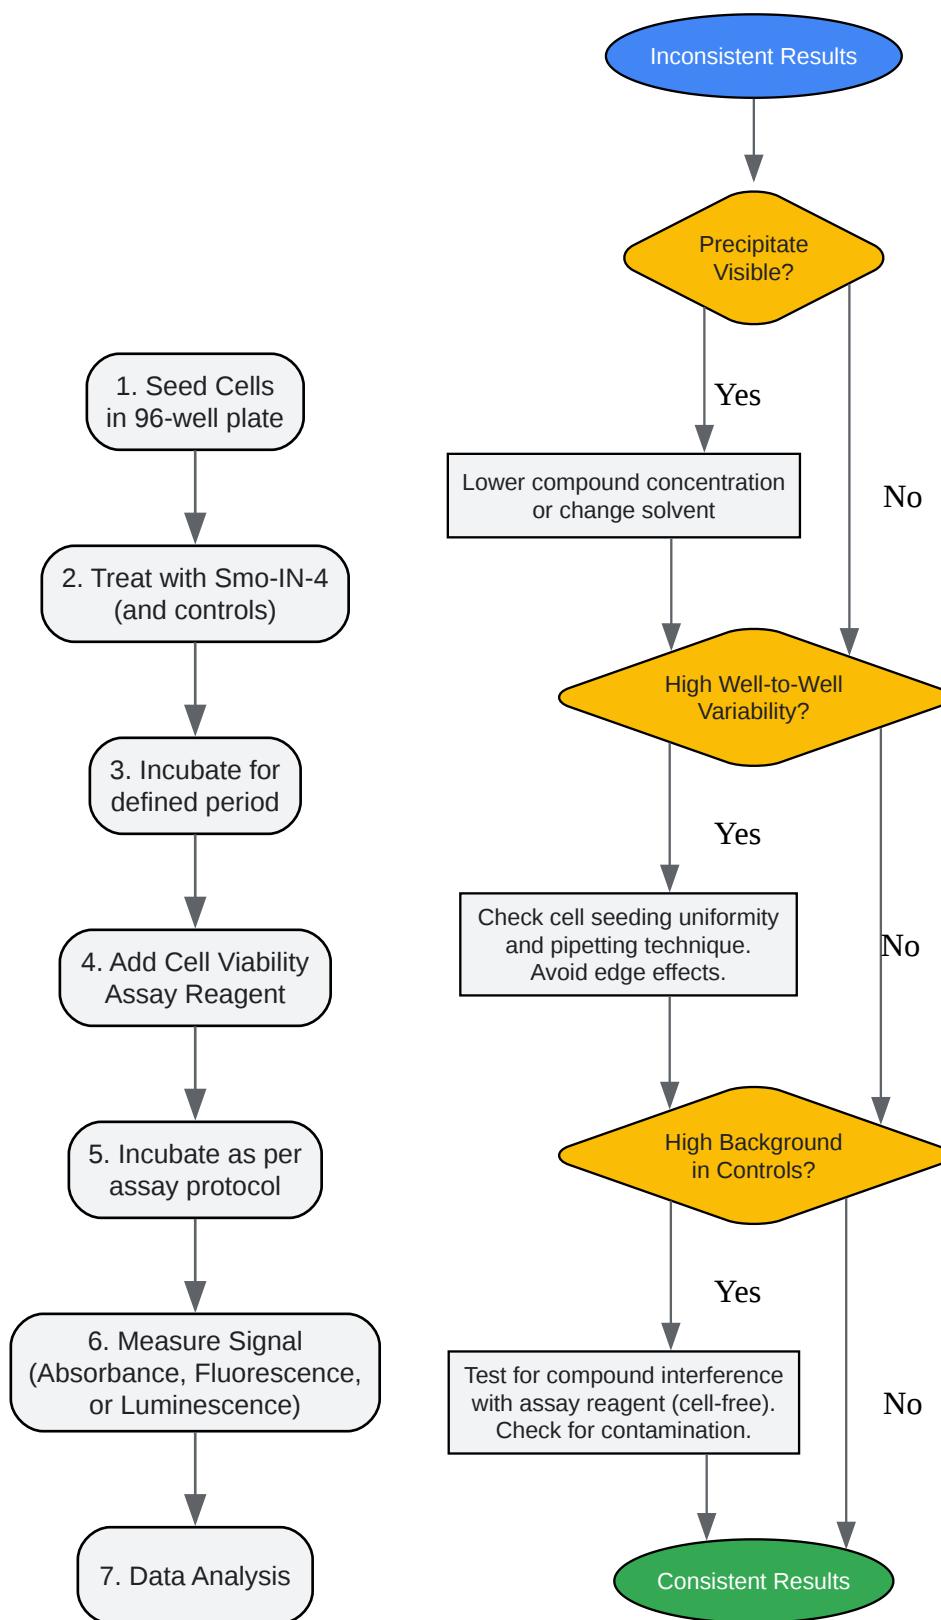 1. Seed Cells
in 96-well plate
2. Treat with Smo-IN-4
(and controls)
3. Incubate for
defined period
4. Add Cell Viability
Assay Reagent
5. Incubate as per
assay protocol
6. Measure Signal
(Absorbance, Fluorescence,
or Luminescence)
7. Data Analysis
Inconsistent Results
Precipitate
Visible?
Yes
No
Lower compound concentration
or change solvent
High Well-to-Well
Variability?
Yes
No
Check cell seeding uniformity
and pipetting technique.
Avoid edge effects.
High Background
in Controls?
Yes
No
Test for compound interference
with assay reagent (cell-free).
Check for contamination.
Consistent Results